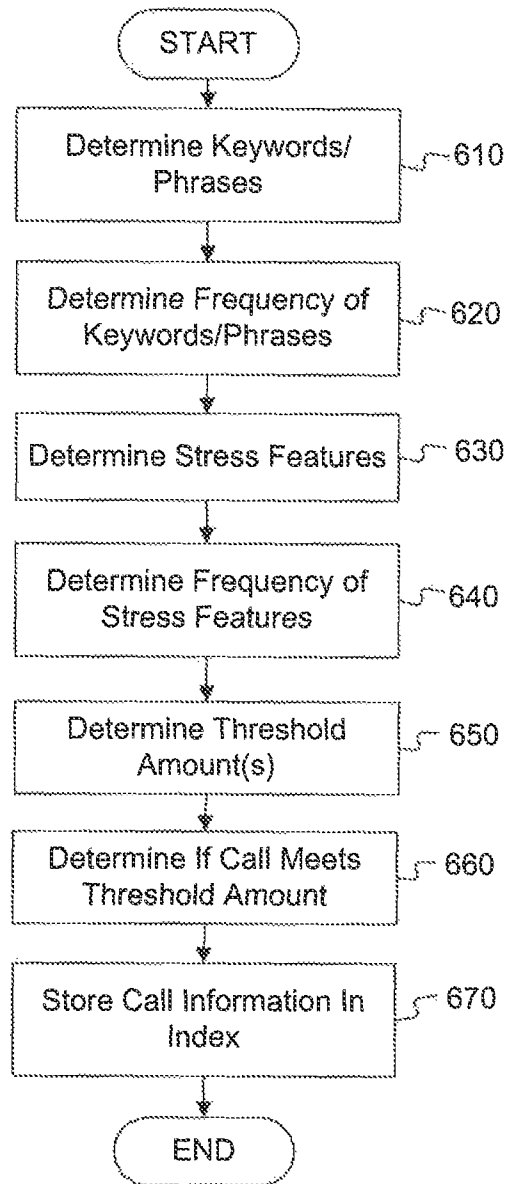 START
Determine Keywords/
Phrases
610
Determine Frequency of
Keywords/Phrases
620
Determine Stress Features
630
Determine Frequency of
Stress Features
640
Determine Threshold
Amount(s)
650
Determine If Call Meets
Threshold Amount
660
Store Call Information In
Index
670
END